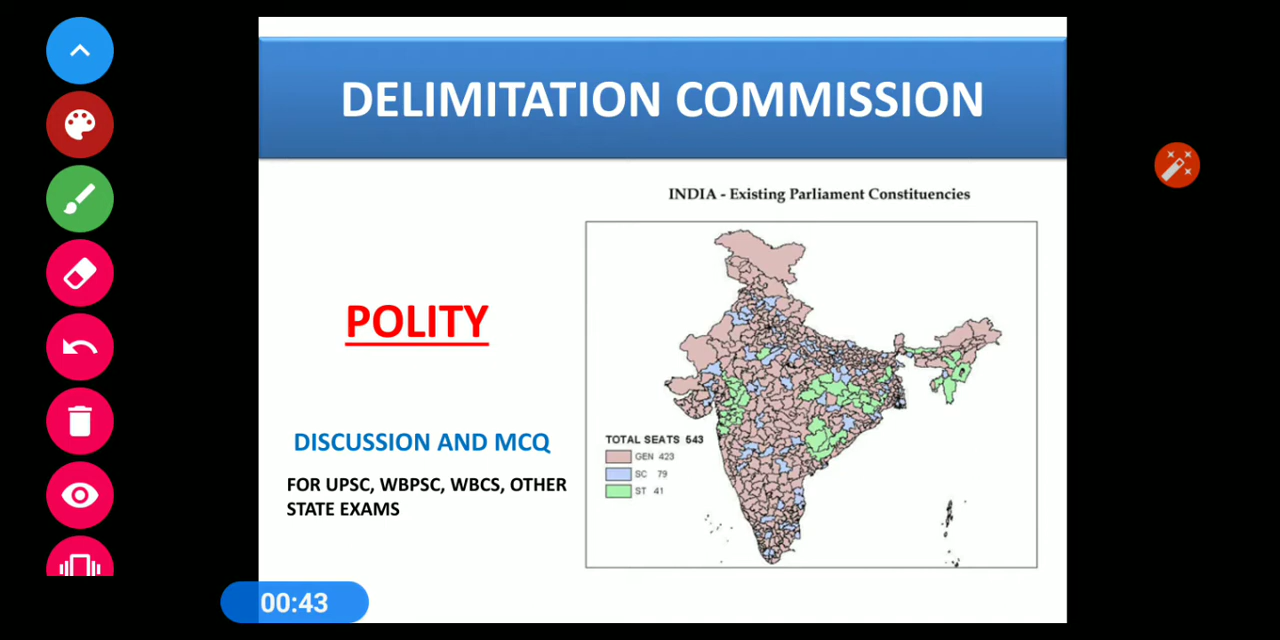 DELIMITATION COMMISSION
INDIA - Existing Parliament Constituencies
POLITY
DISCUSSION AND MCQ
FOR UPSC, WBPSC, WBCS, OTHER
STATE EXAMS
TOTAL SEATS 543
GEN 423
SC 79
ST 41
00:43